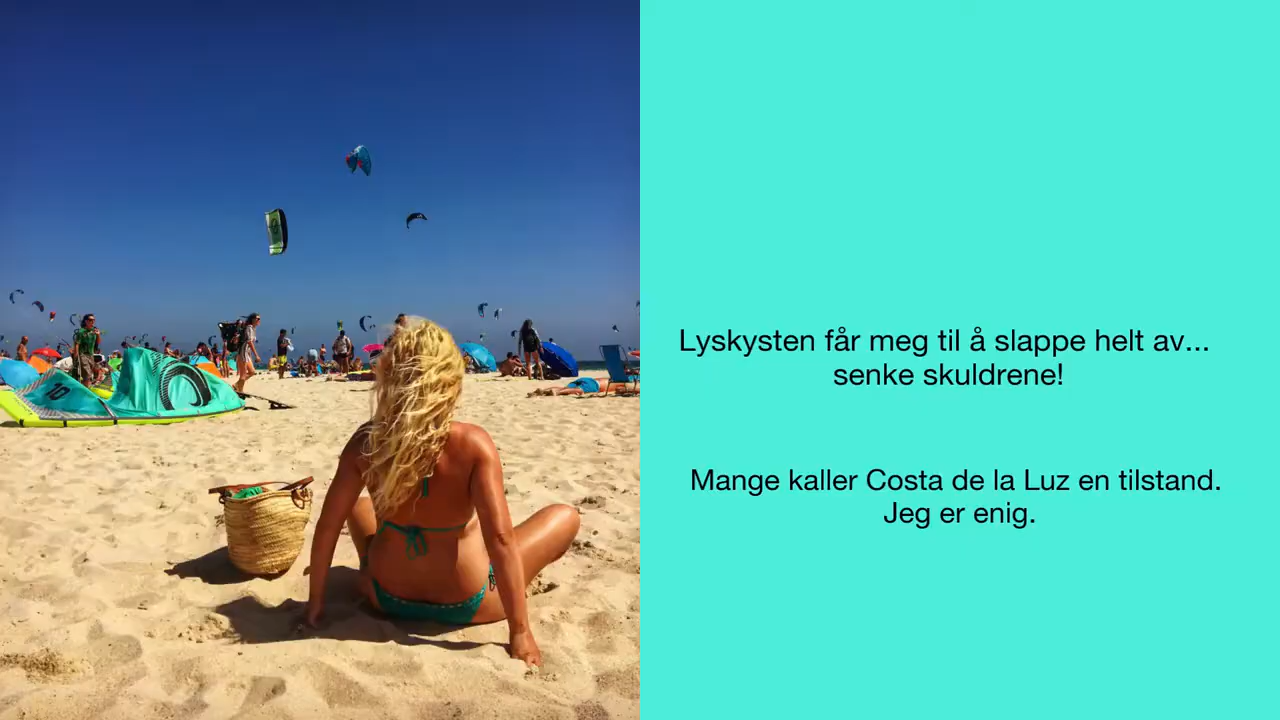 Lyskysten får meg til å slappe helt av...
senke skuldrene!
Mange kaller Costa de la Luz en tilstand.
Jeg er enig.